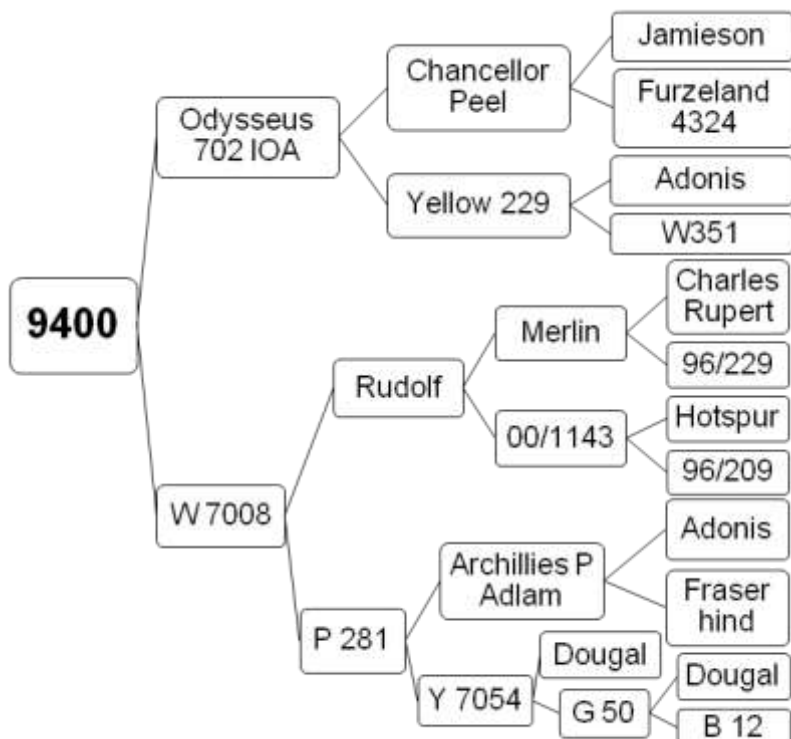 Jamieson
Chancellor
Peel
Furzeland
4324
Odysseus
702 IOA
Adonis
Yellow 229
W351
9400
Charles
Rupert
Merlin
96/229
Rudolf
Hotspur
00/1143
96/209
W 7008
Adonis
Archillies P
Adlam
Fraser
hind
P 281
Dougal
Dougal
Y 7054
G 50
B 12